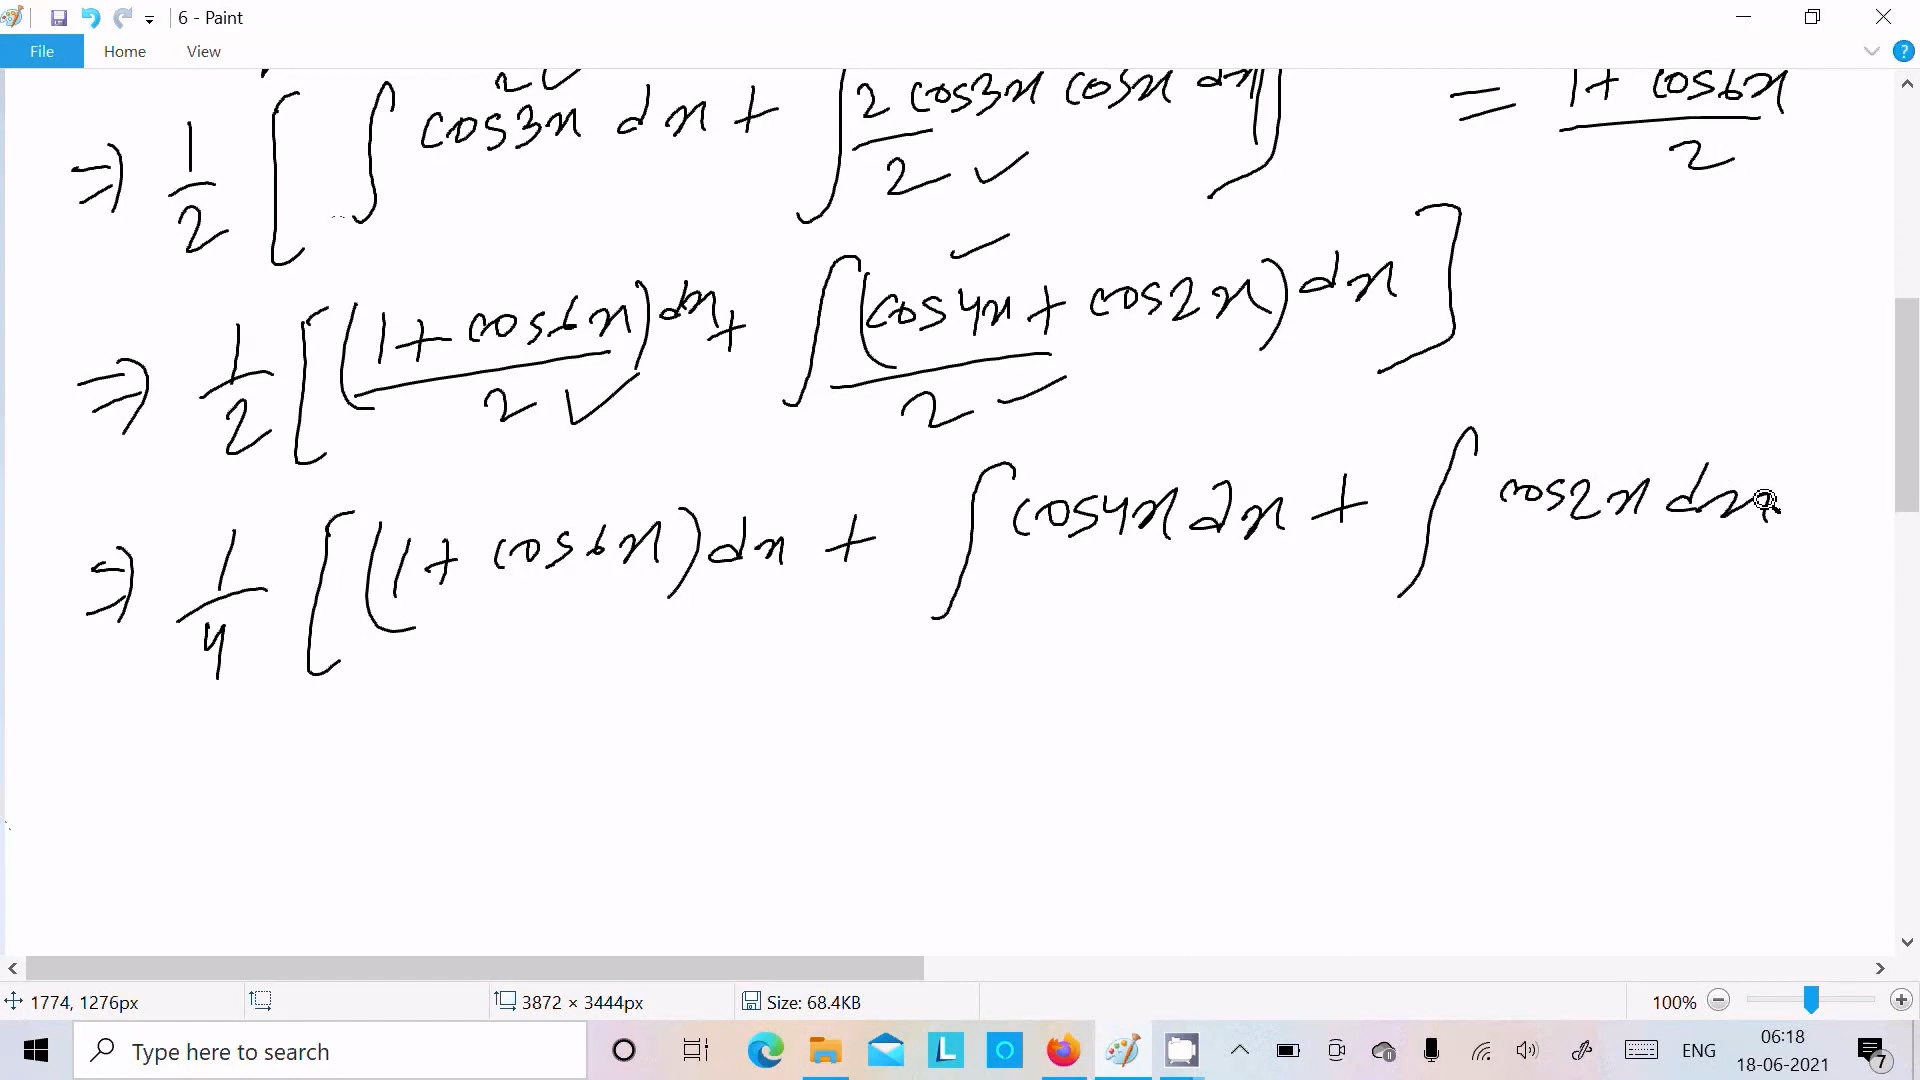 6 - Paint
File Home View
2
⇒ 1/2 [ ∫ cos3x dx + ∫ 2 cos3x cosx dx / 2 ] = 1 + cos6x / 2
⇒ 1/2 [ (1 + cos6x) dx / 2 + ∫ (cos4x + cos2x) dx / 2 ]
⇒ 1/4 [ (1 + cos6x) dx + ∫ cos4x dx + ∫ cos2x dx
1774, 1276px 3872 × 3444px Size: 68.4KB 100%
Type here to search L ENG 06:18 7
18-06-2021